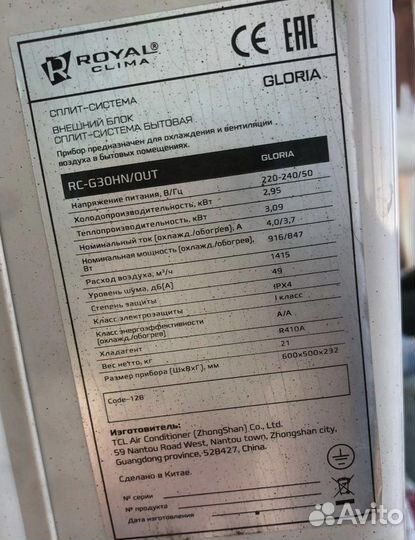 ROYAL®
CLIMA
CE EAC
GLORIA
СПЛИТ-СИСТЕМА
ВНЕШНИЙ БЛОК
СПЛИТ-СИСТЕМА БЫТОВАЯ
Прибор предназначен для охлаждения и вентиляции
воздуха в бытовых помещениях.
RC-G30HN/OUT GLORIA
Напряжение питания, В/Гц 220-240/50
Холодопроизводительность, кВт 2,95
Теплопроизводительность, кВт 3,09
Номинальный ток (охлажд./обогрев), А 4,0/3,7
Номинальная мощность (охлажд./обогрев), 916/847
Вт
Расход воздуха, м³/ч 1415
Уровень шума, дБ(А) 49
Степень защиты IPX4
Класс электрозащиты I класс
Класс энергоэффективности
(охлажд./обогрев) A/A
Хладагент R410A
Вес нетто, кг 21
Размер прибора (ШxВxГ), мм 600x500x232
Code-128
Изготовитель:
TCL Air Conditioner (ZhongShan) Co., Ltd.
59 Nantou Road West, Nantou town, Zhongshan city,
Guangdong province, 528427, China.
Сделано в Китае.
№ серии
№ продукта
Дата изготовления
Avito